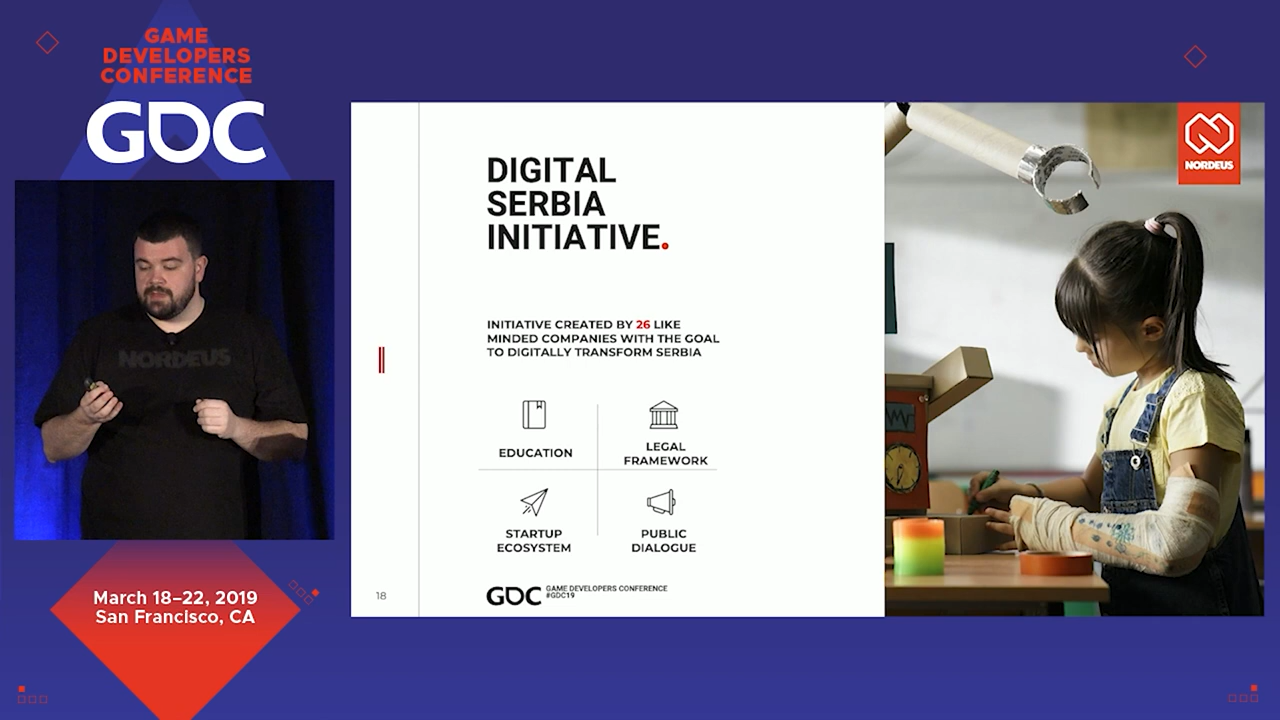 GAME
DEVELOPERS
CONFERENCE
GDC
NORDEUS
March 18–22, 2019
San Francisco, CA
DIGITAL
SERBIA
INITIATIVE.
INITIATIVE CREATED BY 26 LIKE
MINDED COMPANIES WITH THE GOAL
TO DIGITALLY TRANSFORM SERBIA
EDUCATION
LEGAL
FRAMEWORK
STARTUP
ECOSYSTEM
PUBLIC
DIALOGUE
18
GDC GAME DEVELOPERS CONFERENCE
#GDC19
NORDEUS